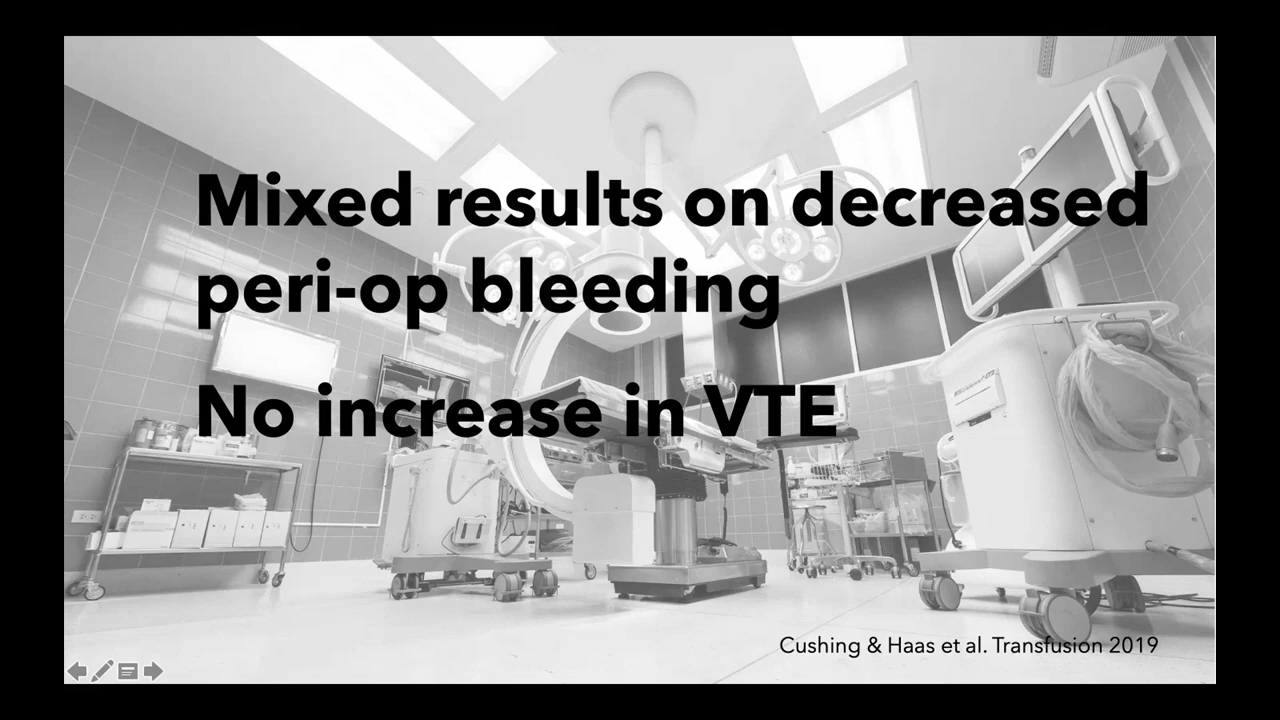 Mixed results on decreased
peri-op bleeding
No increase in VTE
Cushing & Haas et al. Transfusion 2019